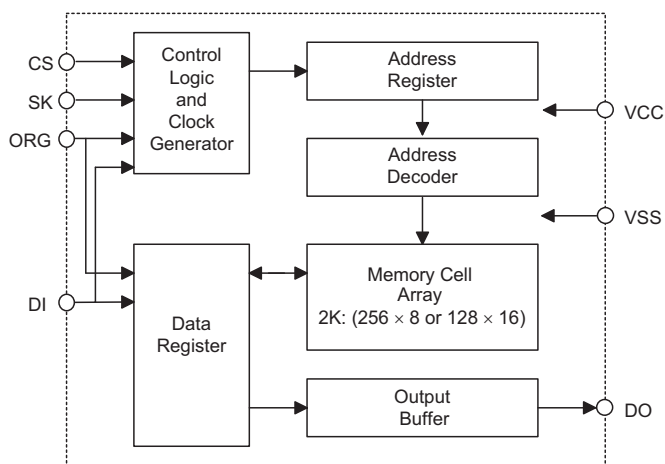 CS
SK
ORG
DI
Control
Logic
and
Clock
Generator
Address
Register
Address
Decoder
VCC
VSS
Data
Register
Memory Cell
Array
2K: (256 × 8 or 128 × 16)
Output
Buffer
DO